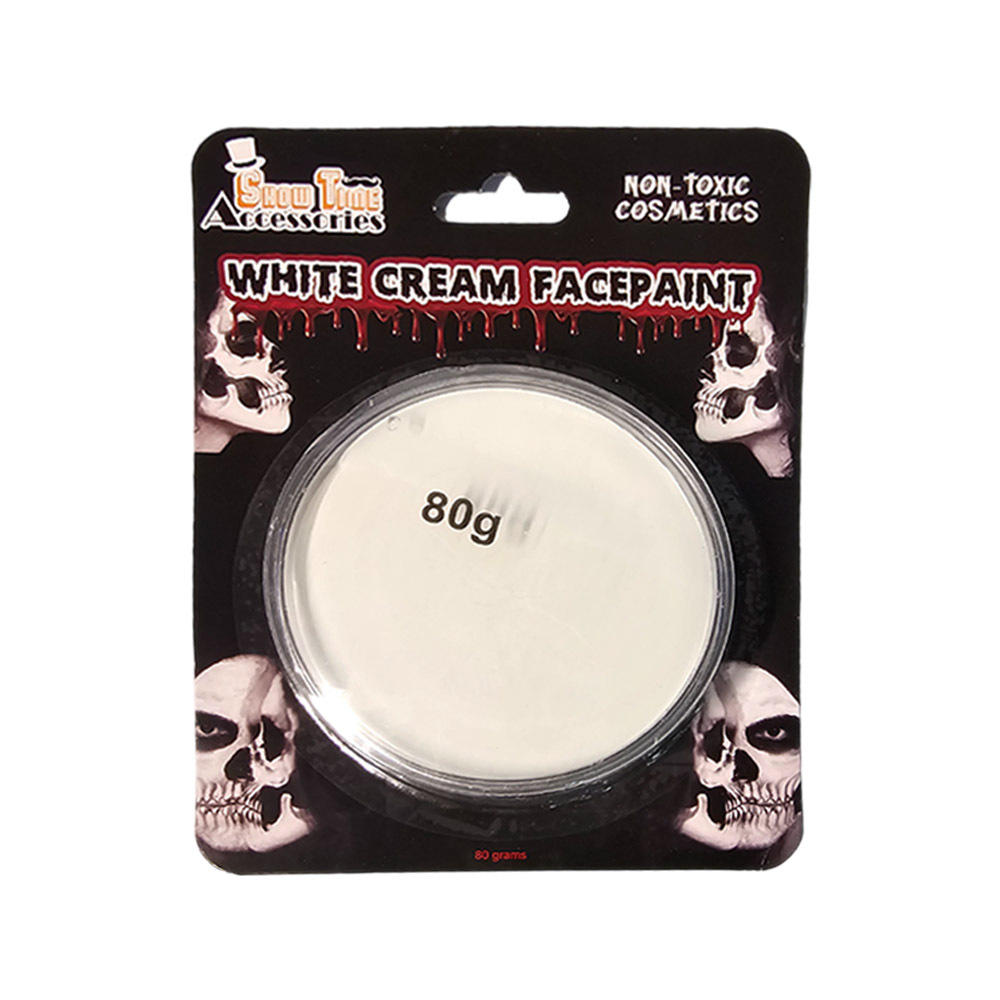 Show Time
Accessories
NON-TOXIC
COSMETICS
WHITE CREAM FACEPAINT
80g
80 grams